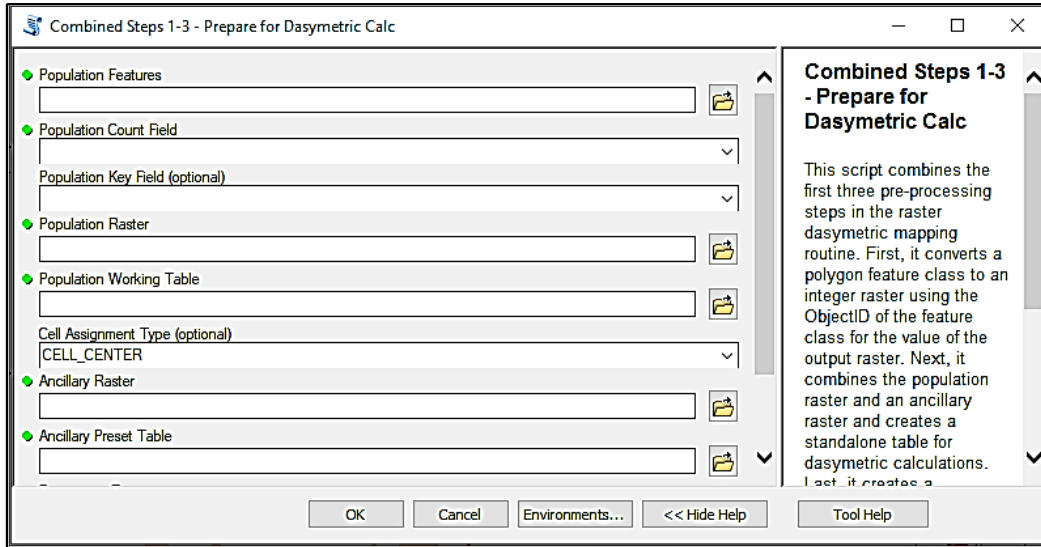 Combined Steps 1-3 - Prepare for Dasymetric Calc
Population Features
Population Count Field
Population Key Field (optional)
Population Raster
Population Working Table
Cell Assignment Type (optional)
CELL_CENTER
Ancillary Raster
Ancillary Preset Table
Combined Steps 1-3
- Prepare for
Dasymetric Calc
This script combines the
first three pre-processing
steps in the raster
dasymetric mapping
routine. First, it converts a
polygon feature class to an
integer raster using the
ObjectID of the feature
class for the value of the
output raster. Next, it
combines the population
raster and an ancillary
raster and creates a
standalone table for
dasymetric calculations.
Last, it creates a
OK
Cancel
Environments...
<< Hide Help
Tool Help